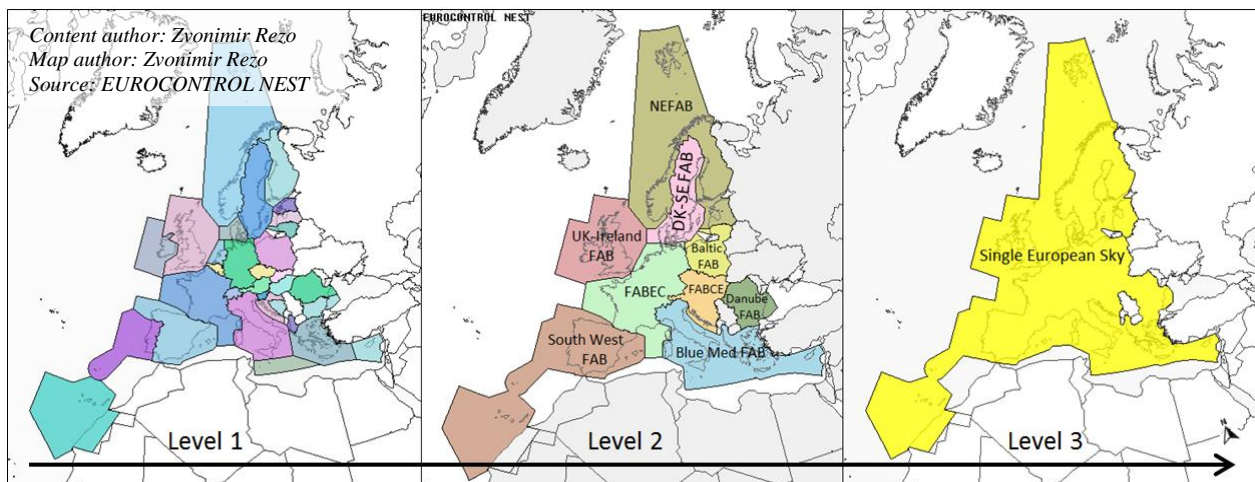 Content author: Zvonimir Rezo
Map author: Zvonimir Rezo
Source: EUROCONTROL NEST
Level 1
EUROCONTROL NEST
NEFAB
DK-SE FAB
UK-Ireland
FAB
Baltic
FAB
FABEC
FABCE
Danube
FAB
South West
FAB
Blue Med FAB
Level 2
Single European Sky
Level 3
N